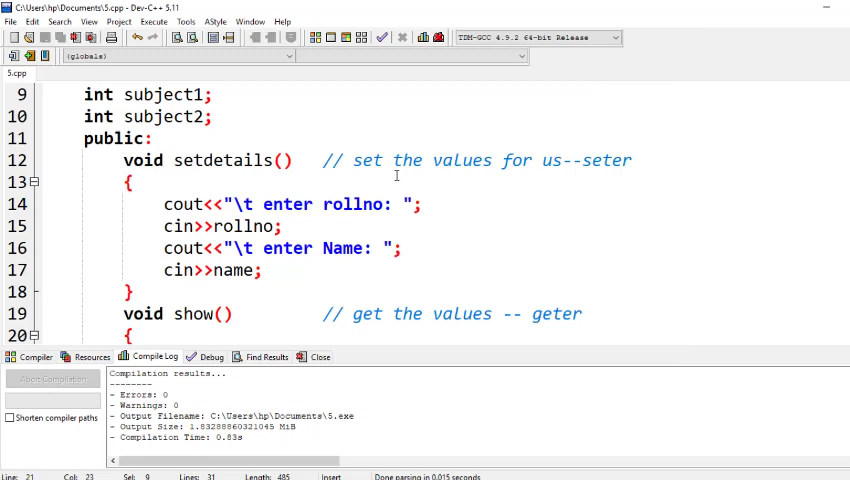 C:\Users\hp\Documents\5.cpp - Dev-C++ 5.11
File Edit Search View Project Execute Tools AStyle Window Help
TDM-GCC 4.9.2 64-bit Release
(globals)
5.cpp
9 int subject1;
10 int subject2;
11 public:
12 void setdetails() // set the values for us--seter
13 {
14 cout<<"\t enter rollno: ";
15 cin>>rollno;
16 cout<<"\t enter Name: ";
17 cin>>name;
18 }
19 void show() // get the values -- geter
20 {
Compiler Resources Compile Log Debug Find Results Close
Abort Compilation
Shorten compiler paths
Compilation results...
--------
- Errors: 0
- Warnings: 0
- Output Filename: C:\Users\hp\Documents\5.exe
- Output Size: 1.83288860321045 MiB
- Compilation Time: 0.83s
Line: 21 Col: 23 Sel: 9 Lines: 31 Length: 485 Insert Done parsing in 0.015 seconds